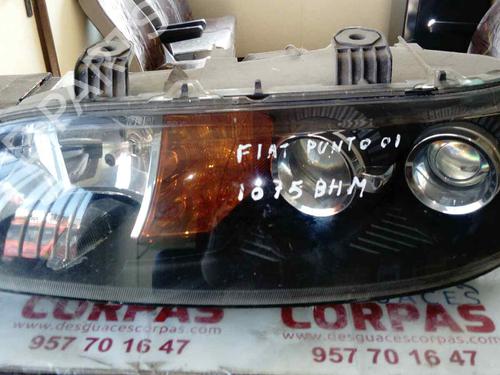 FIAT PUNTO 01
1075 BHM
CORPAS
www.desguacescorpas.com
957 70 16 47
GUACES
CORPAS
www.desguacescorpas
957 70 16 47